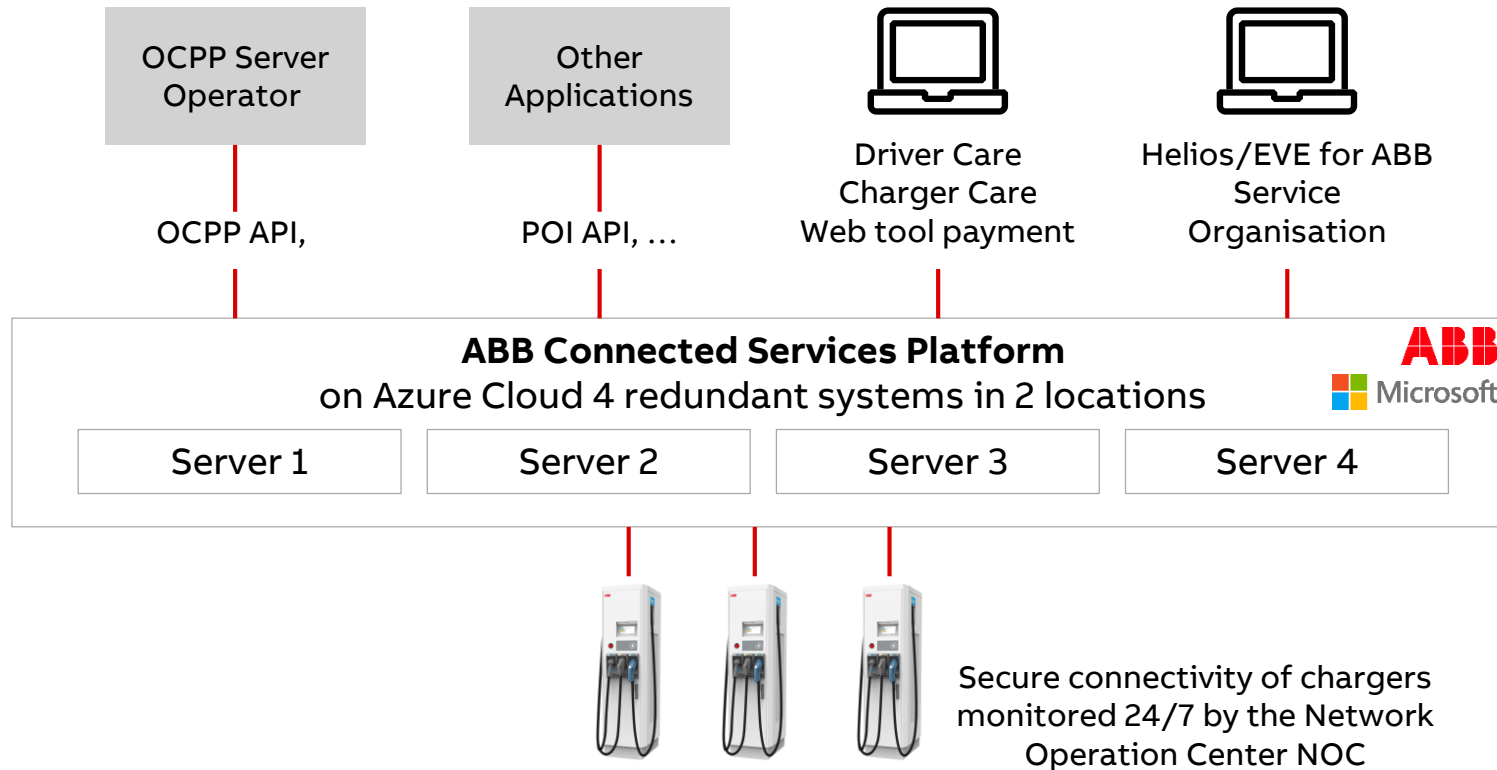 OCPP Server
Operator
Other
Applications
OCPP API,
POI API, …
Driver Care
Charger Care
Web tool payment
Helios/EVE for ABB
Service
Organisation
ABB Connected Services Platform
on Azure Cloud 4 redundant systems in 2 locations
ABB
Microsoft
Server 1
Server 2
Server 3
Server 4
ABB
ABB
ABB
Secure connectivity of chargers
monitored 24/7 by the Network
Operation Center NOC